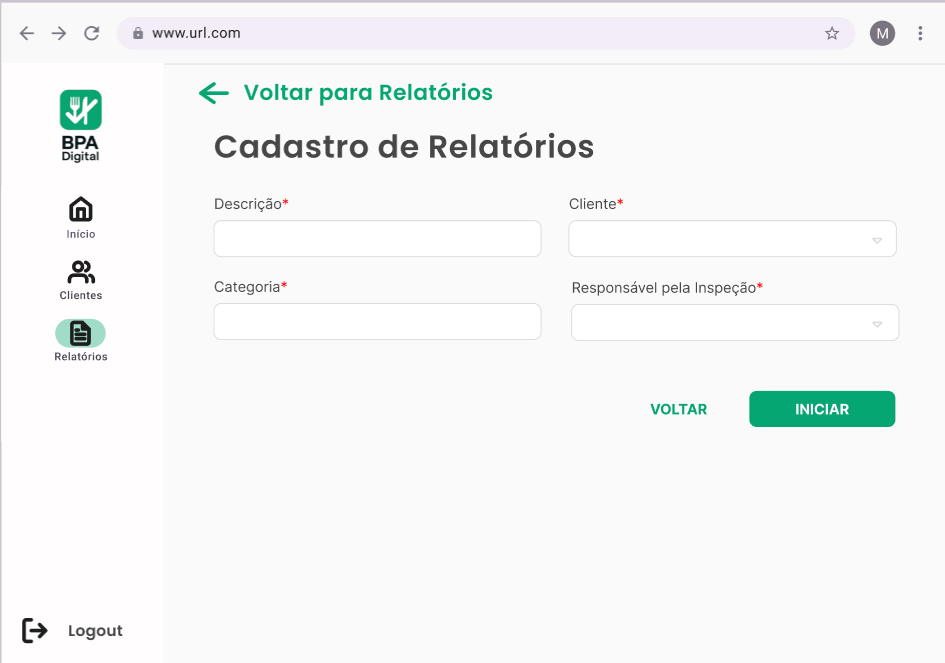 www.url.com
M
BPA
Digital
Início
Clientes
Relatórios
Logout
Voltar para Relatórios
Cadastro de Relatórios
Descrição*
Cliente*
Categoria*
Responsável pela Inspeção*
VOLTAR
INICIAR